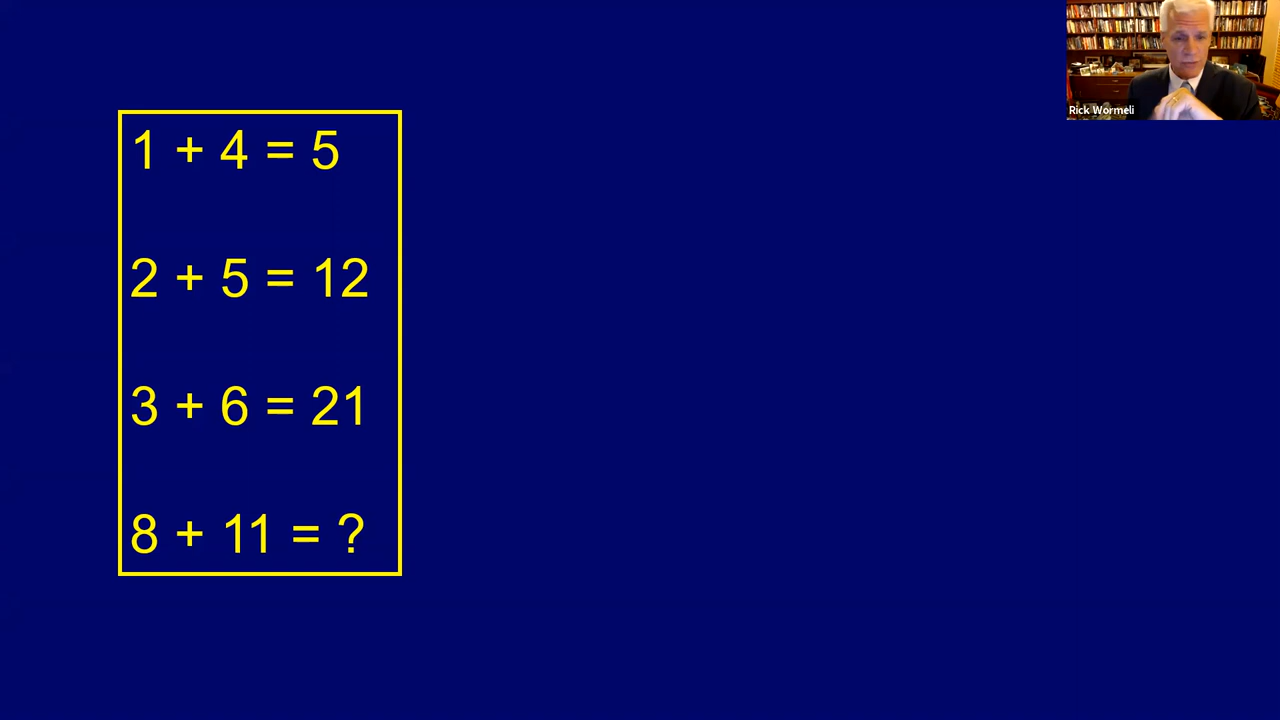 1 + 4 = 5
2 + 5 = 12
3 + 6 = 21
8 + 11 = ?
Rick Wormeli